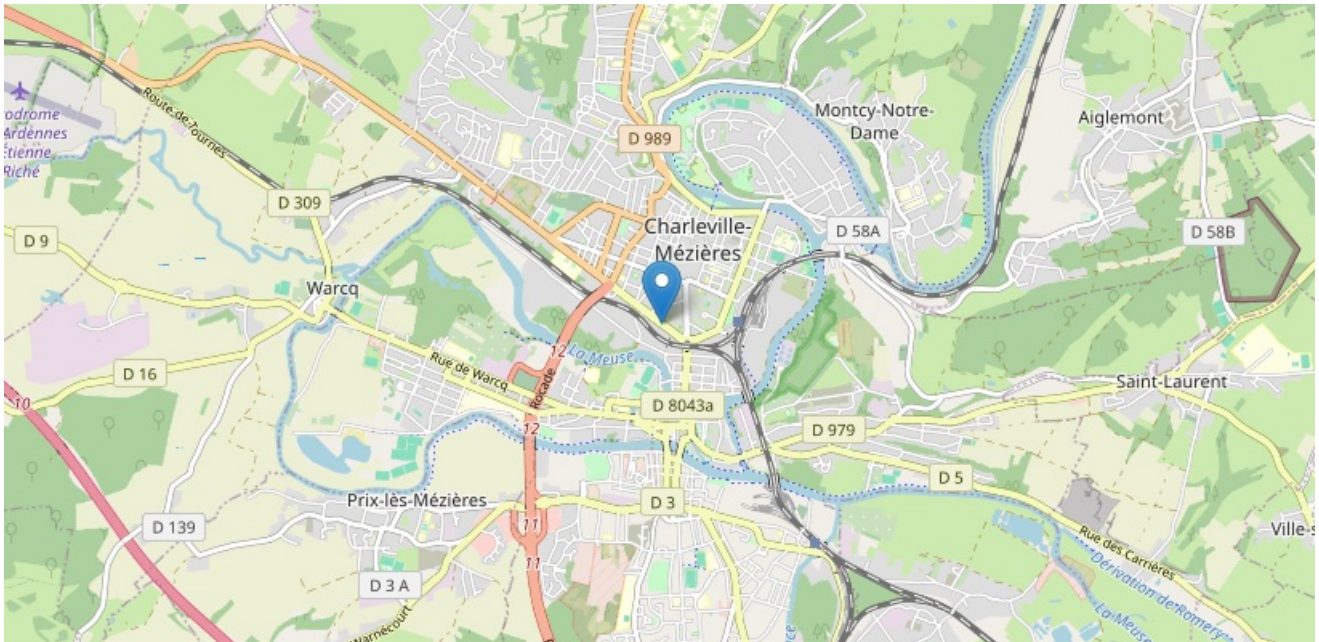 Montcy-Notre-
Dame
Aiglemont
Route de Tournes
rodrome
Ardennes
Étienne
Riché
D 989
D 309
D 9
Charleville-
Mézières
D 58A
D 58B
Warcq
12
La Meuse
Rue de Warcq
D 16
Rocade
10
Saint-Laurent
D 8043a
12
D 979
D 5
Prix-lès-Mézières
D 3
D 139
11
Ville-s
Rue des Carrières
11
D 3 A
Dérivation de Romery
La Meuse
Warnécourt